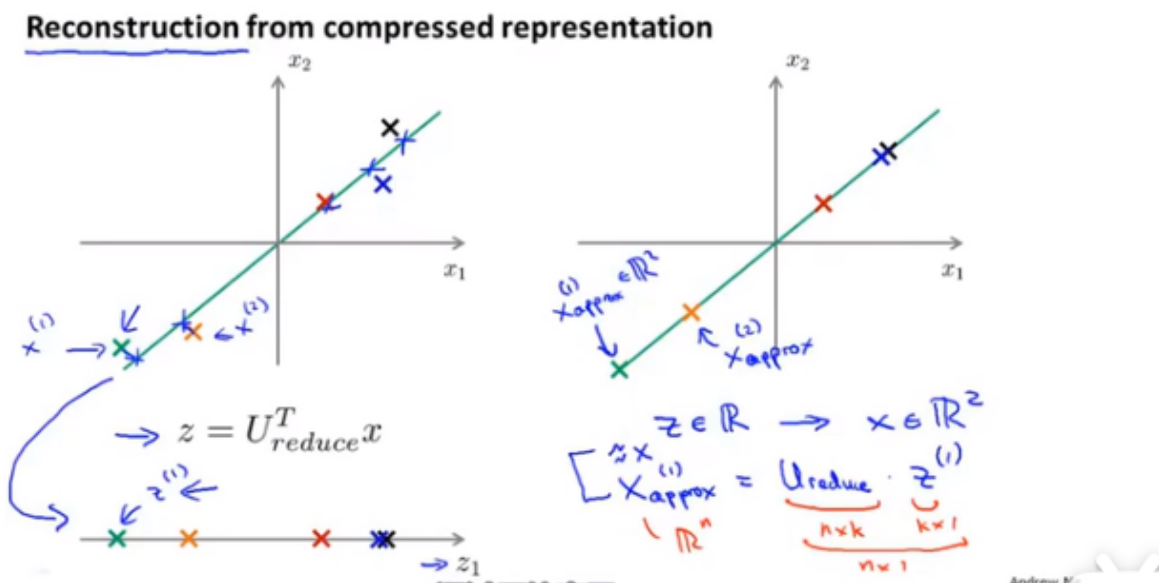 Reconstruction from compressed representation
x₂
x₂
x₁
x₁
x⁽¹⁾
x⁽²⁾
x⁽¹⁾approx ∈ ℝ²
x⁽²⁾approx
→ z = Uᵀreduce x
z ∈ ℝ → x ∈ ℝ²
z⁽¹⁾ ←
≈ x
x⁽¹⁾approx = Ureduce · z⁽¹⁾
ℝⁿ
n×k
k×1
n×1
→ z₁